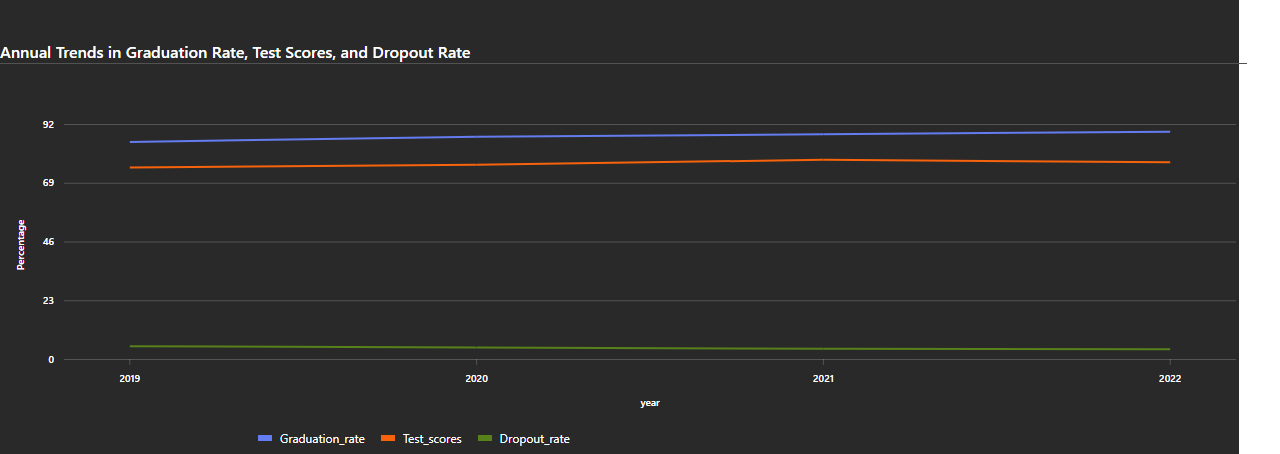 Annual Trends in Graduation Rate, Test Scores, and Dropout Rate
92
69
46
23
0
Percentage
2019 2020 2021 2022
year
Graduation_rate Test_scores Dropout_rate